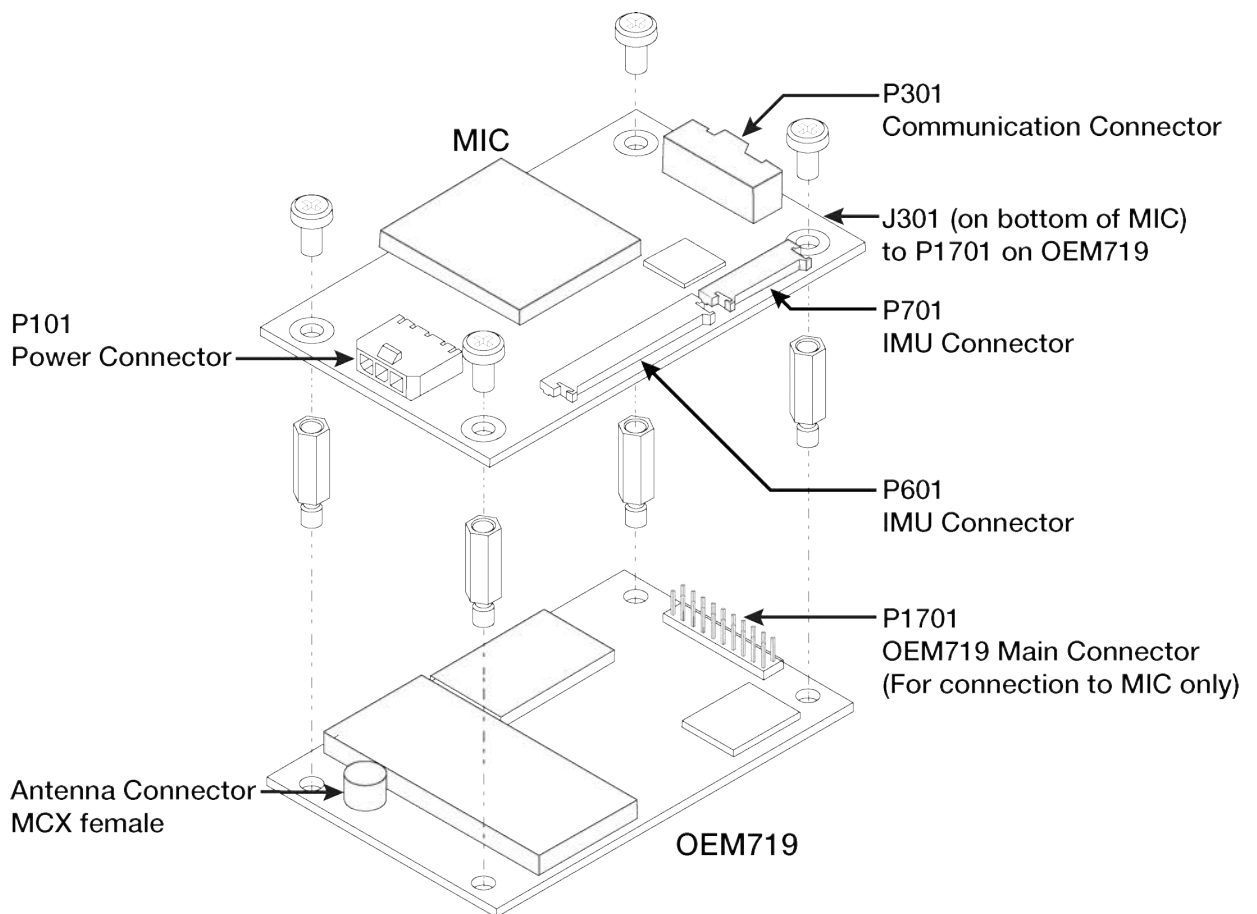 P301
Communication Connector
MIC
J301 (on bottom of MIC)
to P1701 on OEM719
P101
Power Connector
P701
IMU Connector
P601
IMU Connector
P1701
OEM719 Main Connector
(For connection to MIC only)
Antenna Connector
MCX female
OEM719